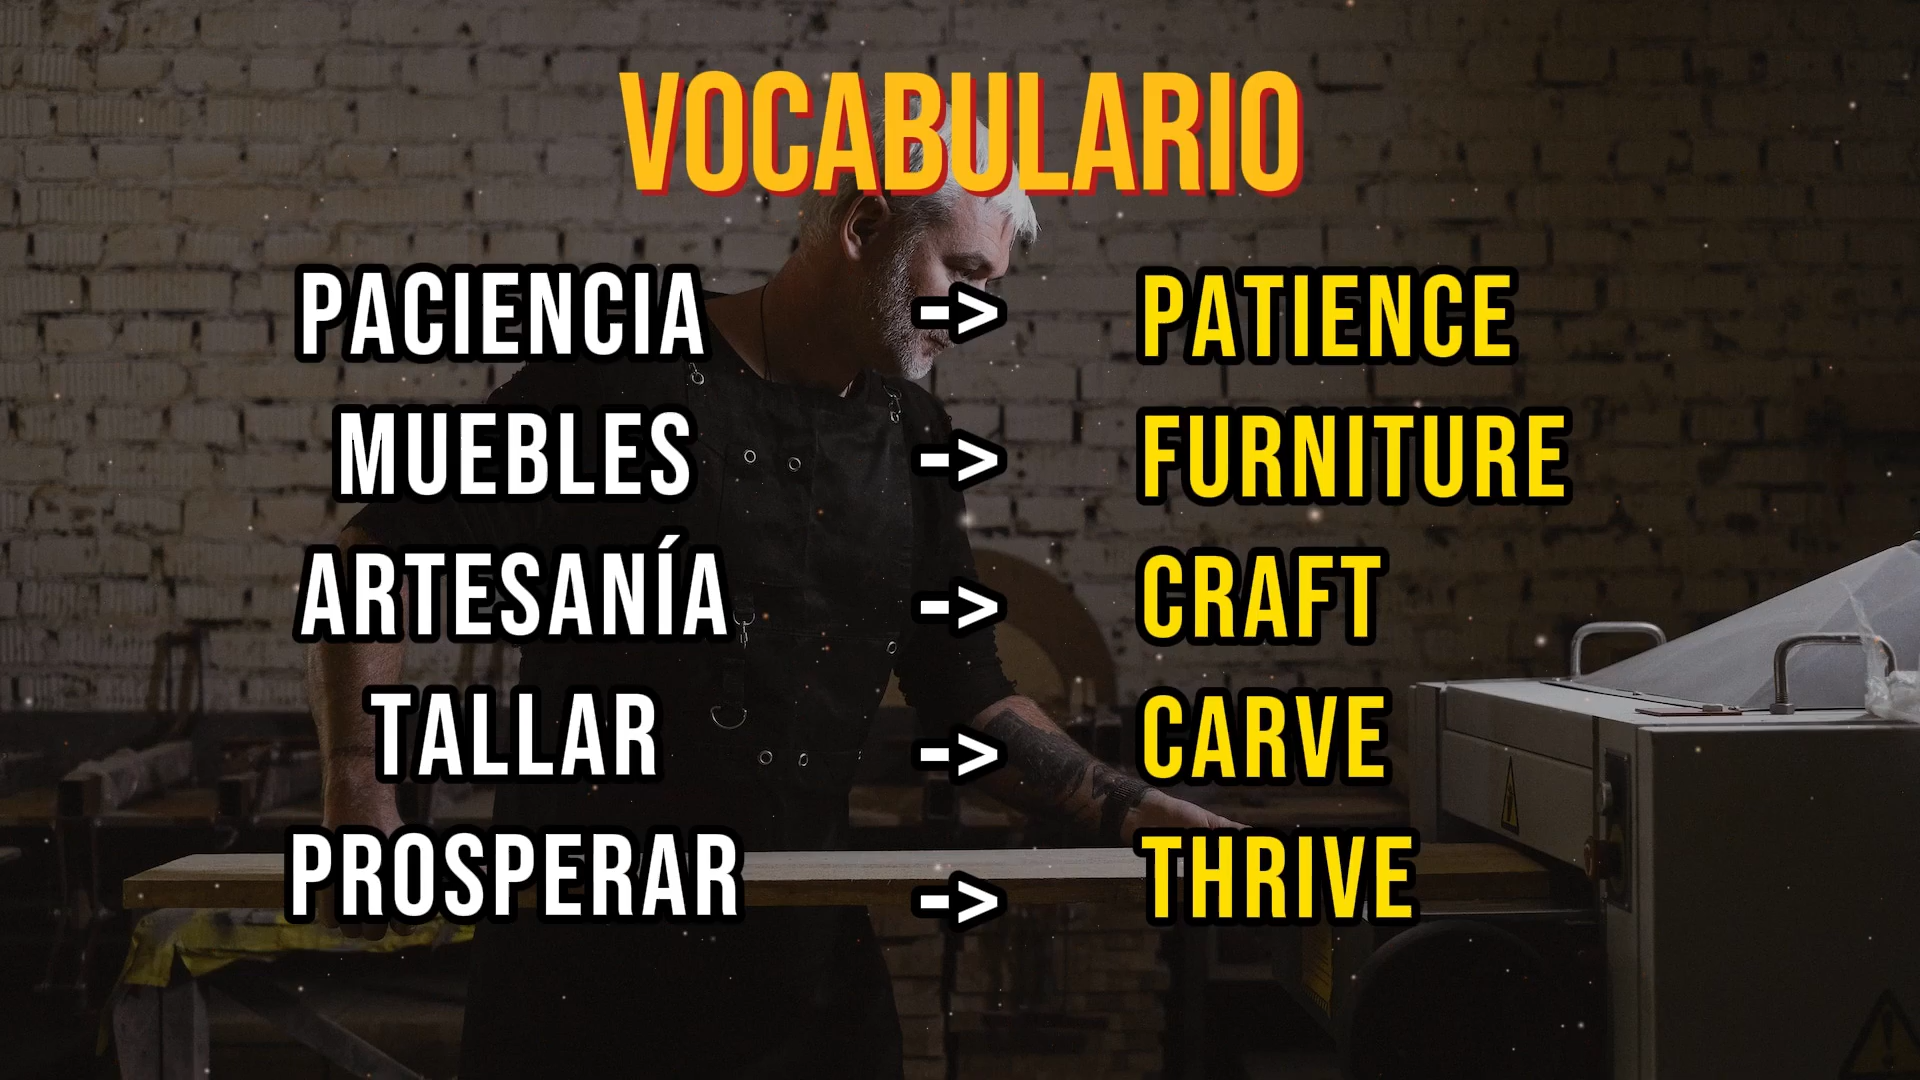 VOCABULARIO
PACIENCIA -> PATIENCE
MUEBLES -> FURNITURE
ARTESANÍA -> CRAFT
TALLAR -> CARVE
PROSPERAR -> THRIVE